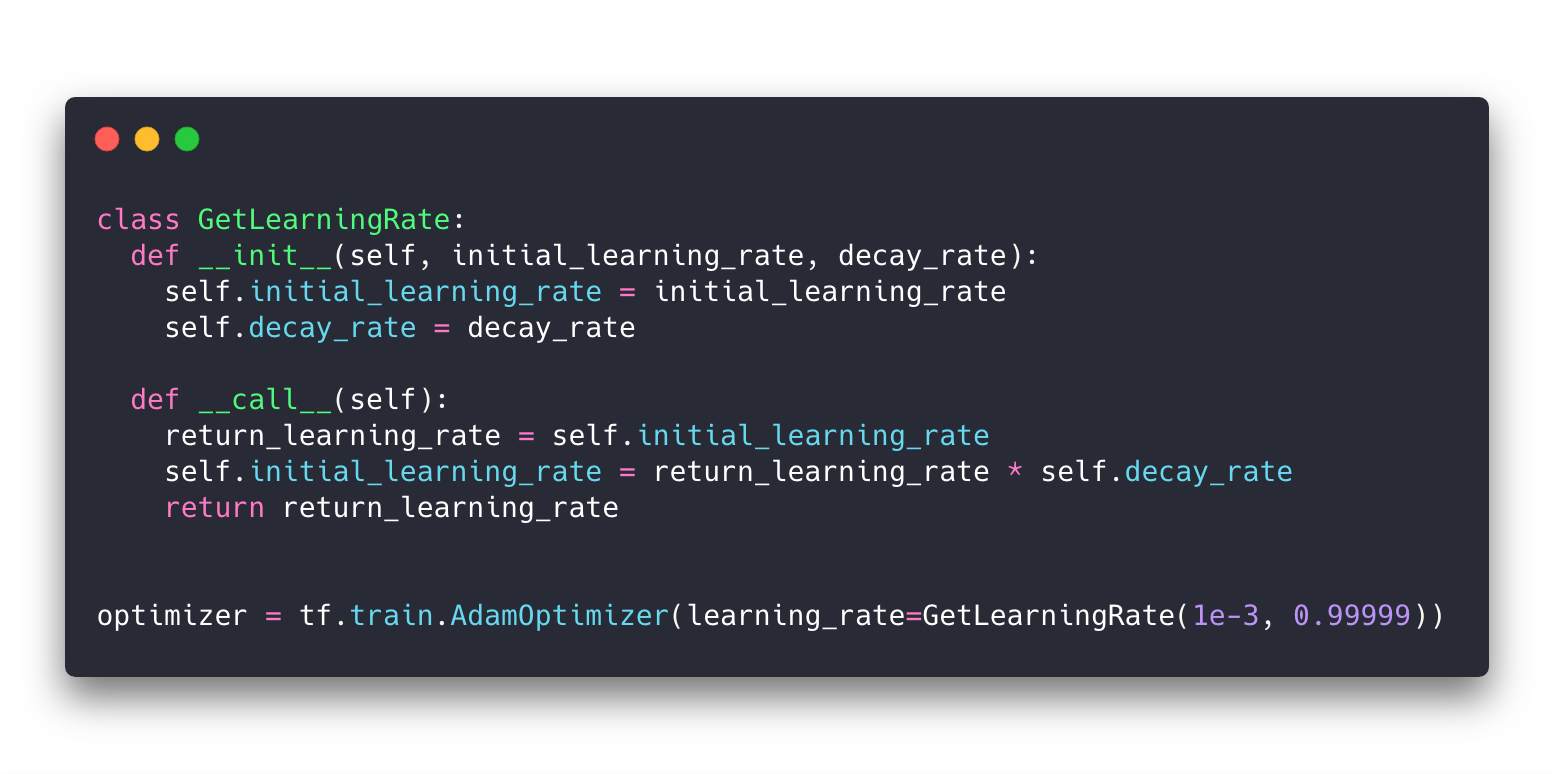 class GetLearningRate:
  def __init__(self, initial_learning_rate, decay_rate):
    self.initial_learning_rate = initial_learning_rate
    self.decay_rate = decay_rate

  def __call__(self):
    return_learning_rate = self.initial_learning_rate
    self.initial_learning_rate = return_learning_rate * self.decay_rate
    return return_learning_rate


optimizer = tf.train.AdamOptimizer(learning_rate=GetLearningRate(1e-3, 0.99999))